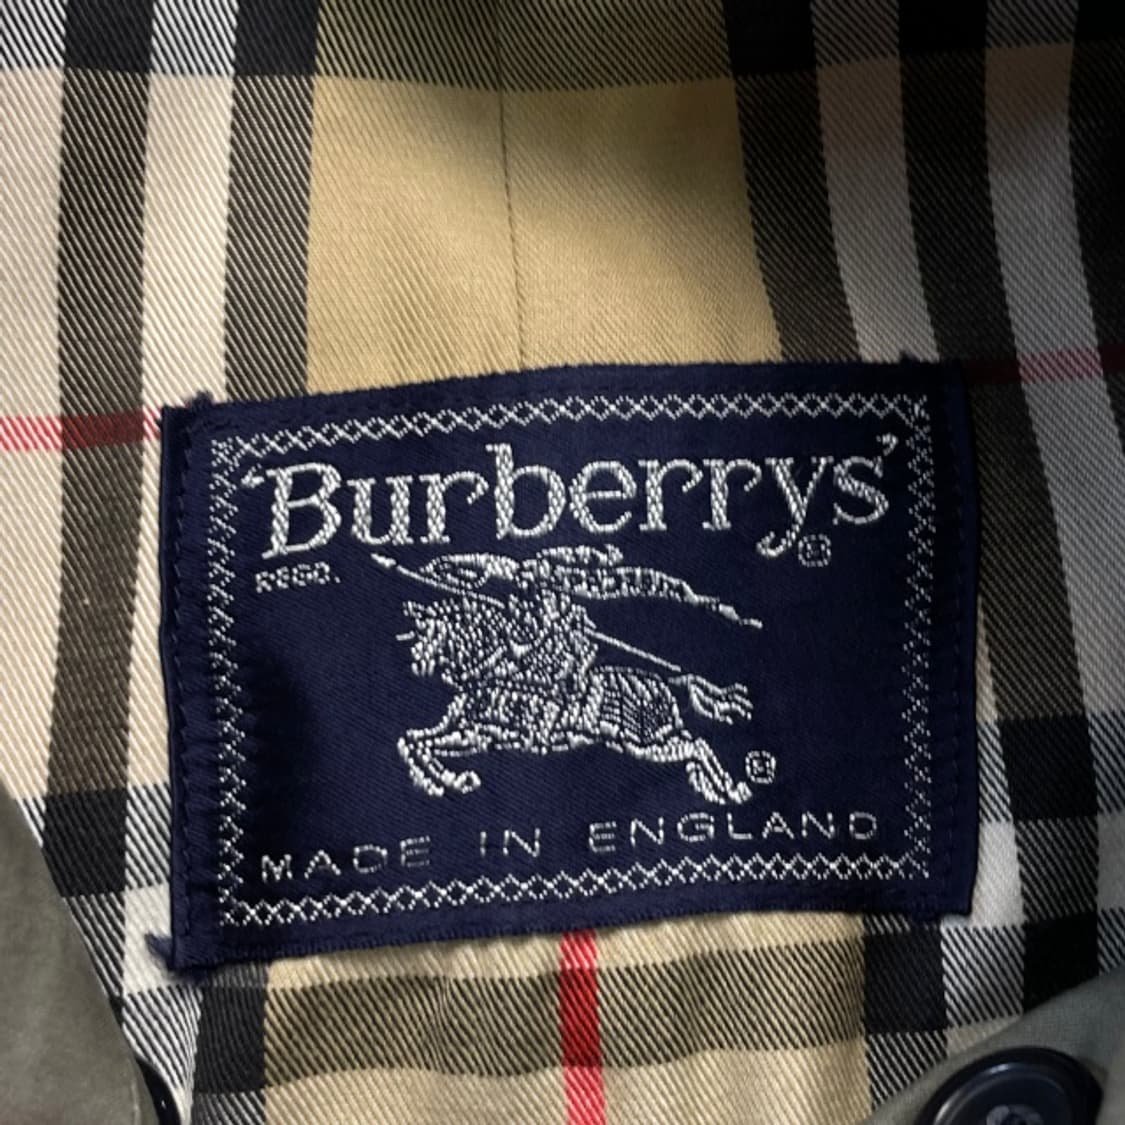 'Burberrys'®
REGD.
®
MADE IN ENGLAND